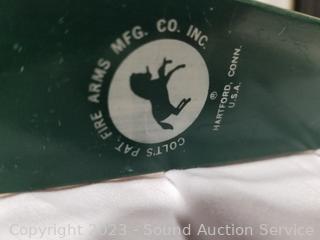 COLT'S PAT. FIRE ARMS MFG. CO. INC.
®
HARTFORD, CONN.
U.S.A.
Copyright 2023 - Sound Auction Service